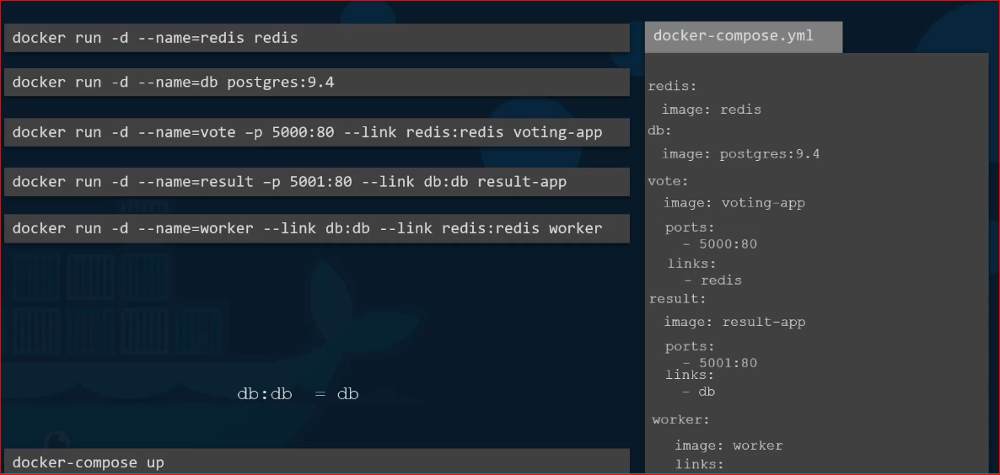 docker run -d --name=redis redis
docker run -d --name=db postgres:9.4
docker run -d --name=vote –p 5000:80 --link redis:redis voting-app
docker run -d --name=result –p 5001:80 --link db:db result-app
docker run -d --name=worker --link db:db --link redis:redis worker
db:db = db
docker-compose up
docker-compose.yml
redis:
image: redis
db:
image: postgres:9.4
vote:
image: voting-app
ports:
- 5000:80
links:
- redis
result:
image: result-app
ports:
- 5001:80
links:
- db
worker:
image: worker
links: